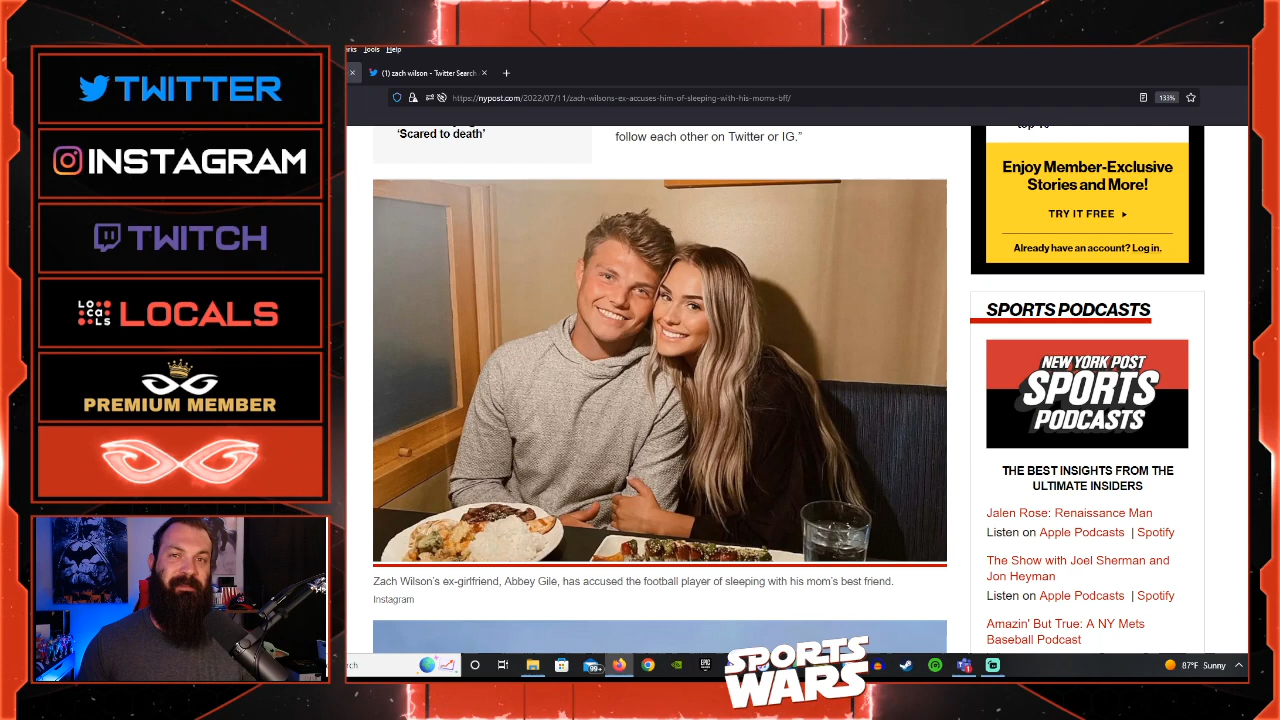 TWITTER
INSTAGRAM
TWITCH
LOCALS
LOCALS
PREMIUM MEMBER
Tools Help
(1) zach wilson - Twitter Search
https://nypost.com/2022/07/11/zach-wilsons-ex-accuses-him-of-sleeping-with-his-moms-bff/
133%
‘Scared to death’
follow each other on Twitter or IG.”
Zach Wilson’s ex-girlfriend, Abbey Gile, has accused the football player of sleeping with his mom’s best friend.
Instagram
Enjoy Member-Exclusive
Stories and More!
TRY IT FREE
Already have an account? Log in.
SPORTS PODCASTS
NEW YORK POST
SPORTS
PODCASTS
THE BEST INSIGHTS FROM THE
ULTIMATE INSIDERS
Jalen Rose: Renaissance Man
Listen on Apple Podcasts | Spotify
The Show with Joel Sherman and
Jon Heyman
Listen on Apple Podcasts | Spotify
Amazin’ But True: A NY Mets
Baseball Podcast
99+
EPIC
87°F Sunny
SPORTS
WARS